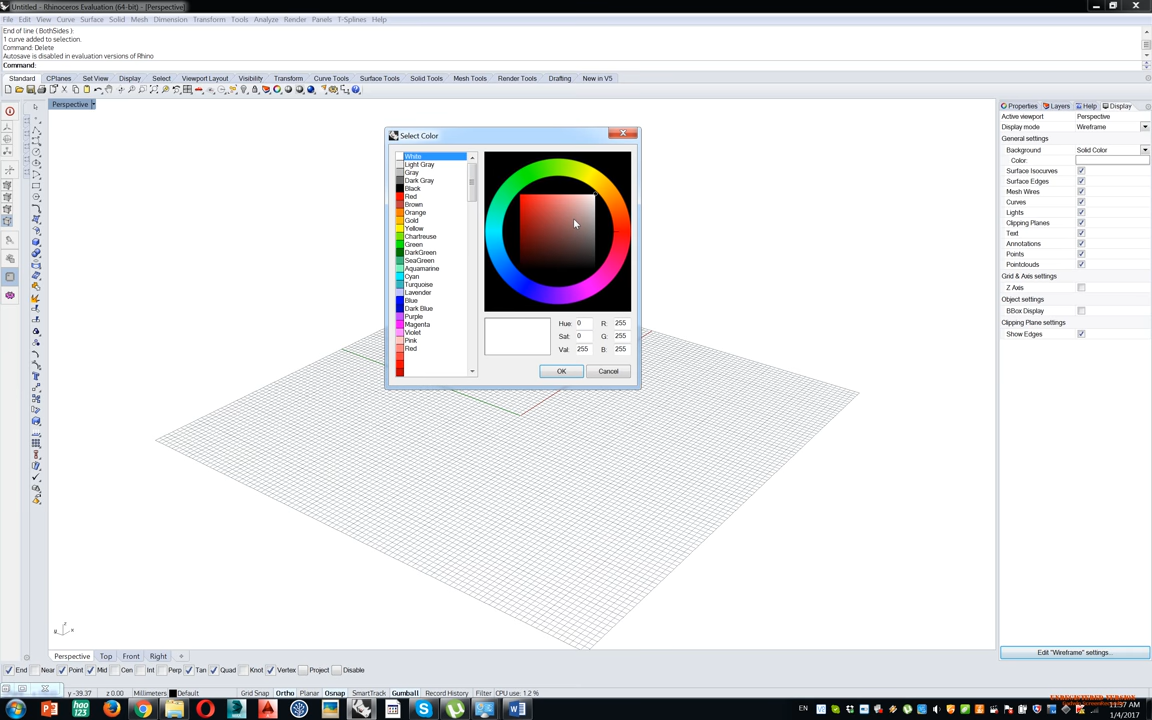 Untitled - Rhinoceros Evaluation (64-bit) - [Perspective]
File Edit View Curve Surface Solid Mesh Dimension Transform Tools Analyze Render Panels T-Splines Help
End of line ( BothSides ):
1 curve added to selection.
Command: Delete
Autosave is disabled in evaluation versions of Rhino
Command:
Standard CPlanes Set View Display Select Viewport Layout Visibility Transform Curve Tools Surface Tools Solid Tools Mesh Tools Render Tools Drafting New in V5
Perspective
Properties Layers Help Display
Active viewport Perspective
Display mode Wireframe
General settings
Background Solid Color
Color:
Surface Isocurves
Surface Edges
Mesh Wires
Curves
Lights
Clipping Planes
Text
Annotations
Points
Pointclouds
Grid & Axis settings
Z Axis
Object settings
BBox Display
Clipping Plane settings
Show Edges
Select Color
White
Light Gray
Gray
Dark Gray
Black
Red
Brown
Orange
Gold
Yellow
Chartreuse
Green
DarkGreen
SeaGreen
Aquamarine
Cyan
Turquoise
Lavender
Blue
Dark Blue
Purple
Magenta
Violet
Pink
Red
Hue: 0 R: 255
Sat: 0 G: 255
Val: 255 B: 255
OK Cancel
z
y x
Edit "Wireframe" settings...
Perspective Top Front Right
End Near Point Mid Cen Int Perp Tan Quad Knot Vertex Project Disable
y -39.37 z 0.00 Millimeters Default Grid Snap Ortho Planar Osnap SmartTrack Gumball Record History Filter CPU use: 1.2 %
hao
123
EN
11:37 AM
1/4/2017